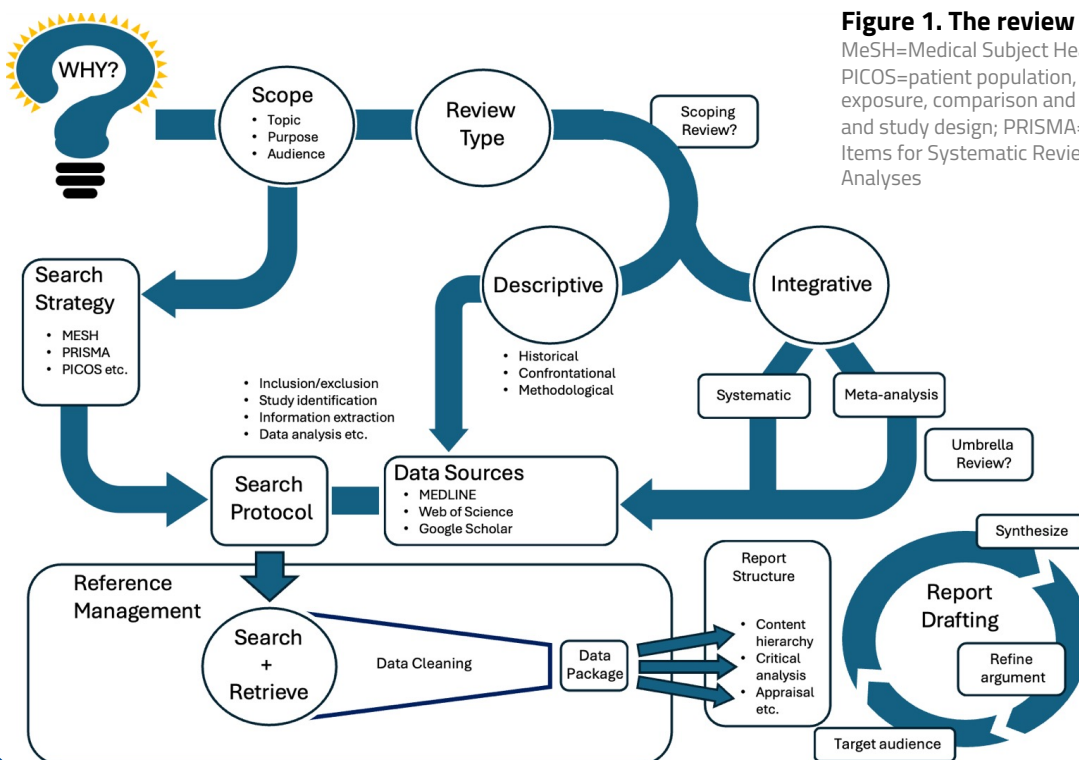 Figure 1. The review
MeSH=Medical Subject Hea
PICOS=patient population,
exposure, comparison and
and study design; PRISMA=
Items for Systematic Review
Analyses
WHY?
Scope
• Topic
• Purpose
• Audience
Review
Type
Scoping
Review?
Search
Strategy
• MESH
• PRISMA
• PICOS etc.
Descriptive
• Historical
• Confrontational
• Methodological
Integrative
Systematic
Meta-analysis
Umbrella
Review?
• Inclusion/exclusion
• Study identification
• Information extraction
• Data analysis etc.
Search
Protocol
Data Sources
• MEDLINE
• Web of Science
• Google Scholar
Reference
Management
Search
+
Retrieve
Data Cleaning
Data
Package
Report
Structure
• Content
hierarchy
• Critical
analysis
• Appraisal
etc.
Report
Drafting
Synthesize
Refine
argument
Target audience